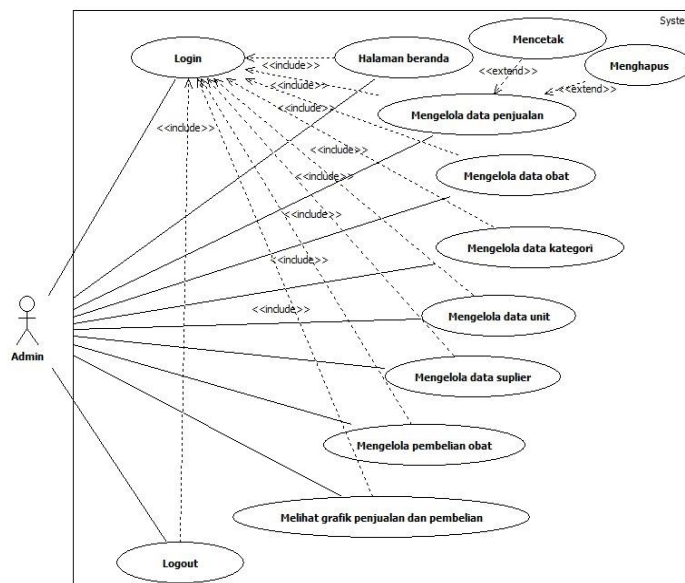 Syste
Mencetak
Login
Halaman beranda
<<include>>
Menghapus
<<extend>>
<<include>>
<<extend>>
<<include>>
Mengelola data penjualan
<<include>>
<<include>>
Mengelola data obat
<<include>>
<<include>>
Mengelola data kategori
<<include>>
<<include>>
Mengelola data unit
Admin
Mengelola data suplier
Mengelola pembelian obat
Melihat grafik penjualan dan pembelian
Logout